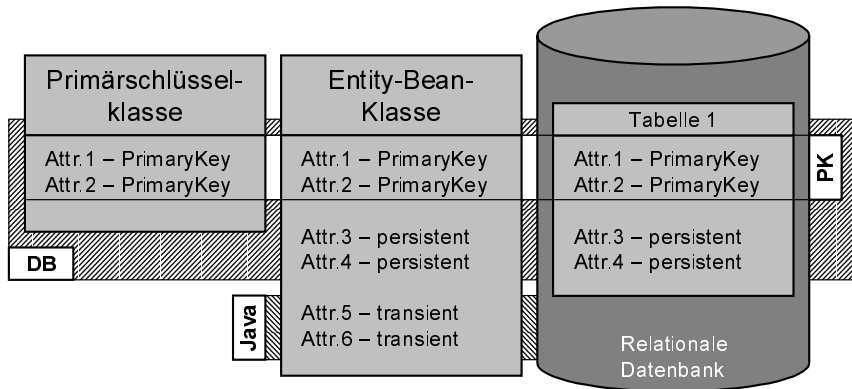 Primärschlüssel-
klasse
Attr.1 – PrimaryKey
Attr.2 – PrimaryKey
DB
Entity-Bean-
Klasse
Attr.1 – PrimaryKey
Attr.2 – PrimaryKey
Attr.3 – persistent
Attr.4 – persistent
Attr.5 – transient
Attr.6 – transient
Java
Tabelle 1
Attr.1 – PrimaryKey
Attr.2 – PrimaryKey
Attr.3 – persistent
Attr.4 – persistent
PK
Relationale
Datenbank